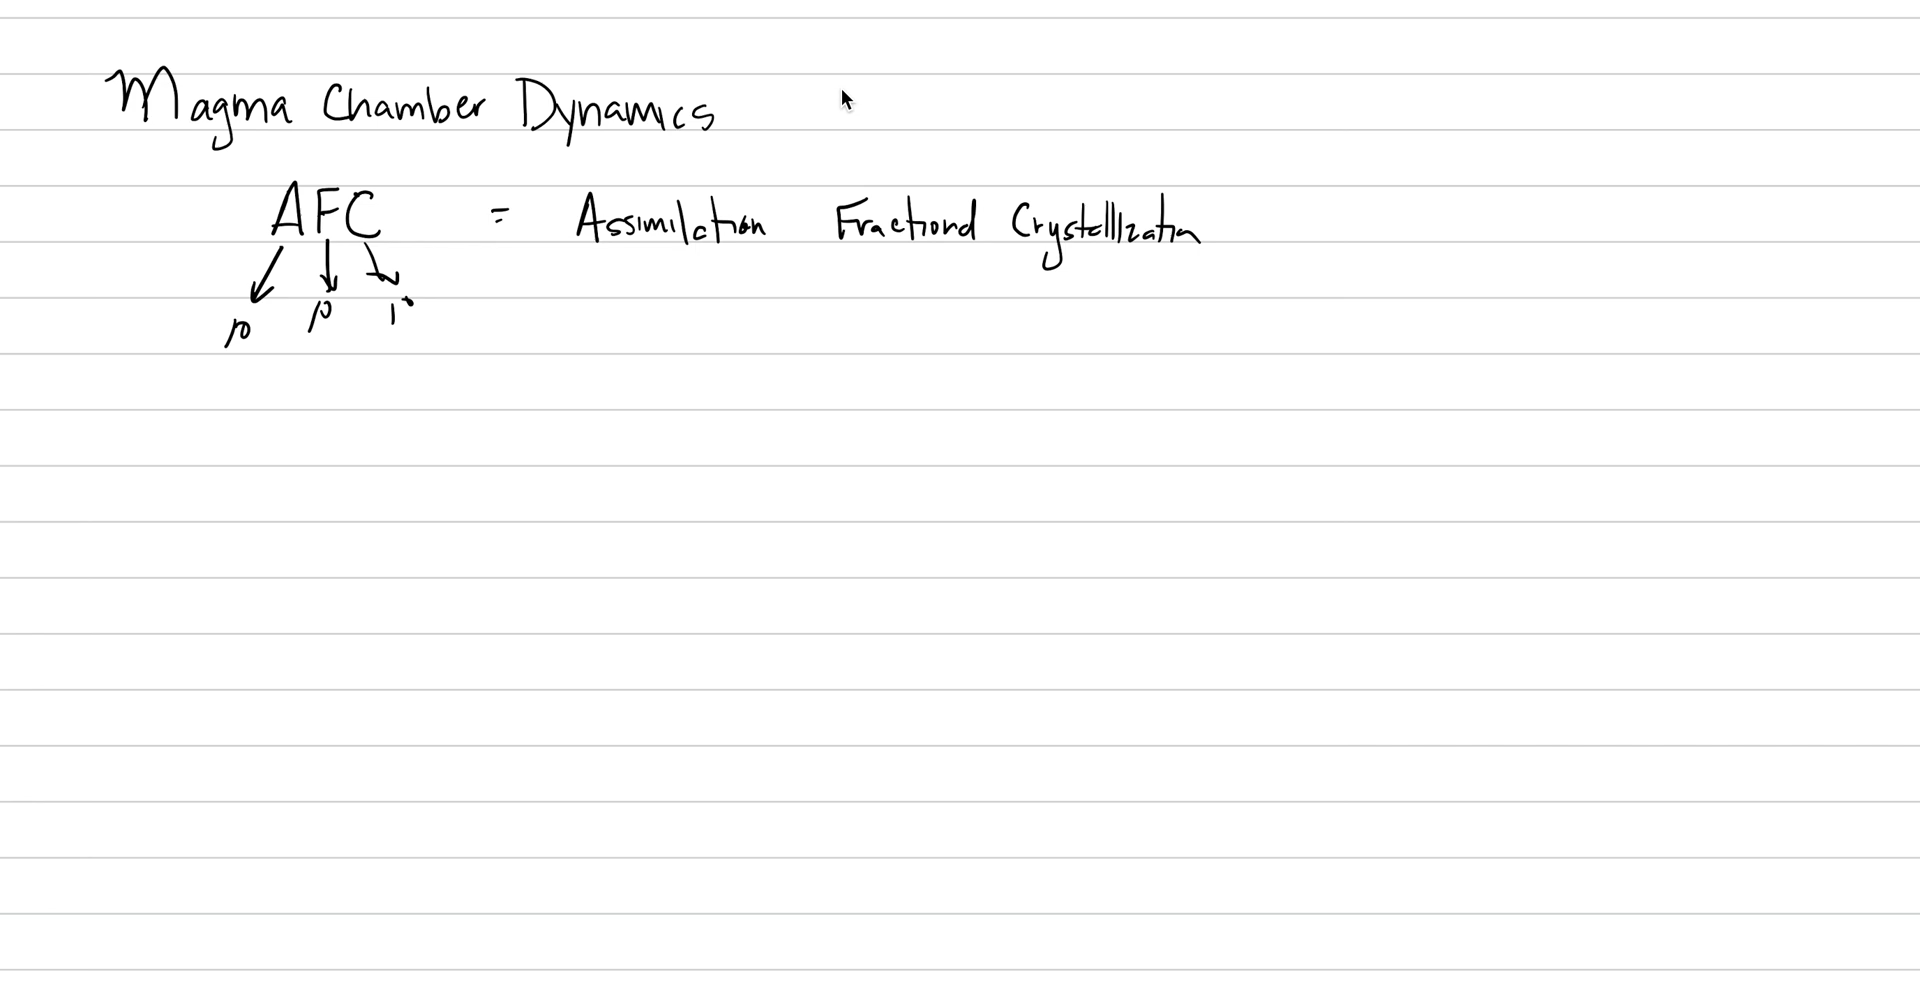 Magma Chamber Dynamics
AFC = Assimilation Fractional Crystallization